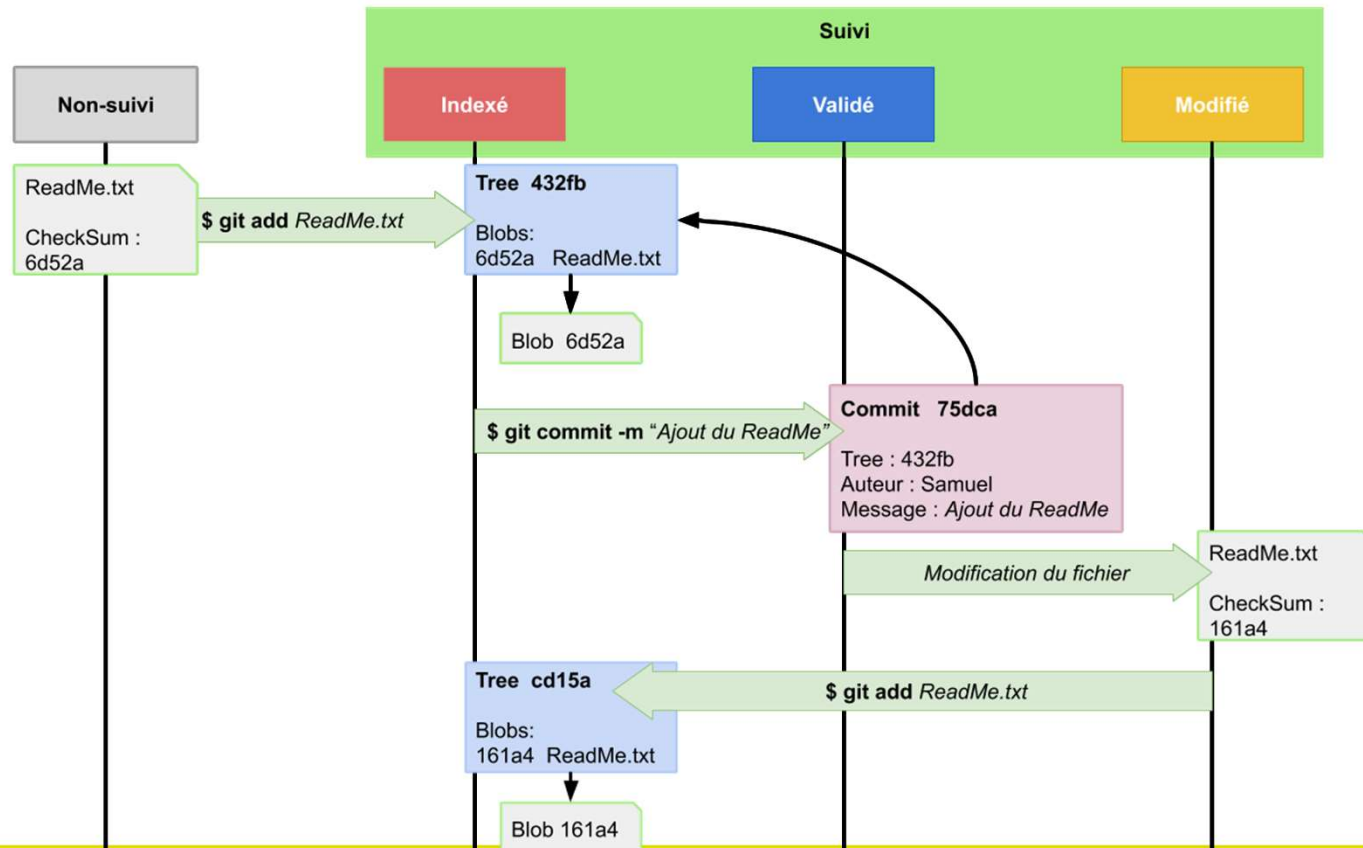 Suivi
Non-suivi
Indexé
Validé
Modifié
ReadMe.txt
CheckSum :
6d52a
$ git add ReadMe.txt
Tree 432fb
Blobs:
6d52a ReadMe.txt
Blob 6d52a
$ git commit -m “Ajout du ReadMe”
Commit 75dca
Tree : 432fb
Auteur : Samuel
Message : Ajout du ReadMe
Modification du fichier
ReadMe.txt
CheckSum :
161a4
Tree cd15a
Blobs:
161a4 ReadMe.txt
$ git add ReadMe.txt
Blob 161a4